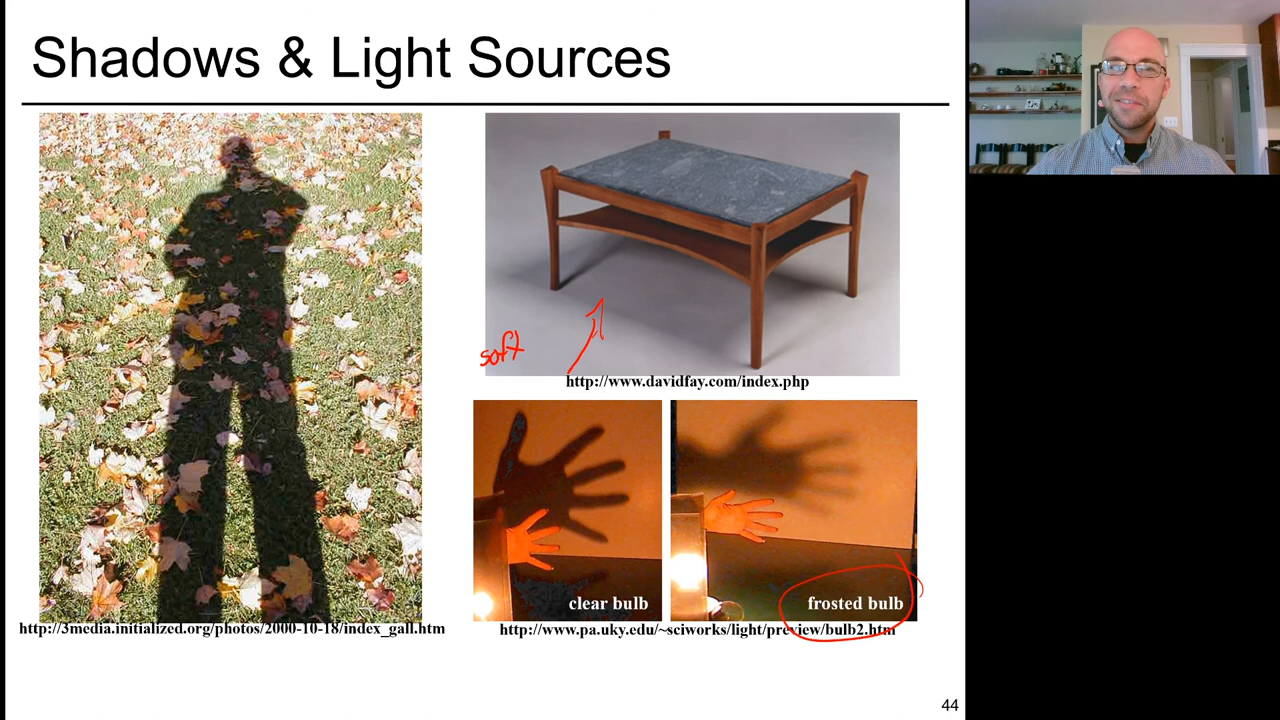 Shadows & Light Sources
soft
http://www.davidfay.com/index.php
clear bulb
frosted bulb
http://3media.initialized.org/photos/2000-10-18/index_gall.htm
http://www.pa.uky.edu/~sciworks/light/preview/bulb2.htm
44